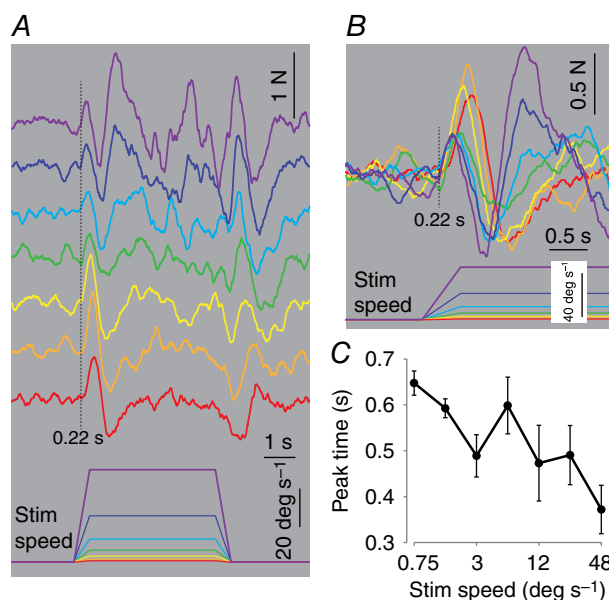 A
1 N
0.22 s
1 s
Stim
speed
20 deg s⁻¹
B
0.5 N
0.22 s
0.5 s
Stim
speed
40 deg s⁻¹
C
Peak time (s)
0.7
0.6
0.5
0.4
0.3
0.75 3 12 48
Stim speed (deg s⁻¹)